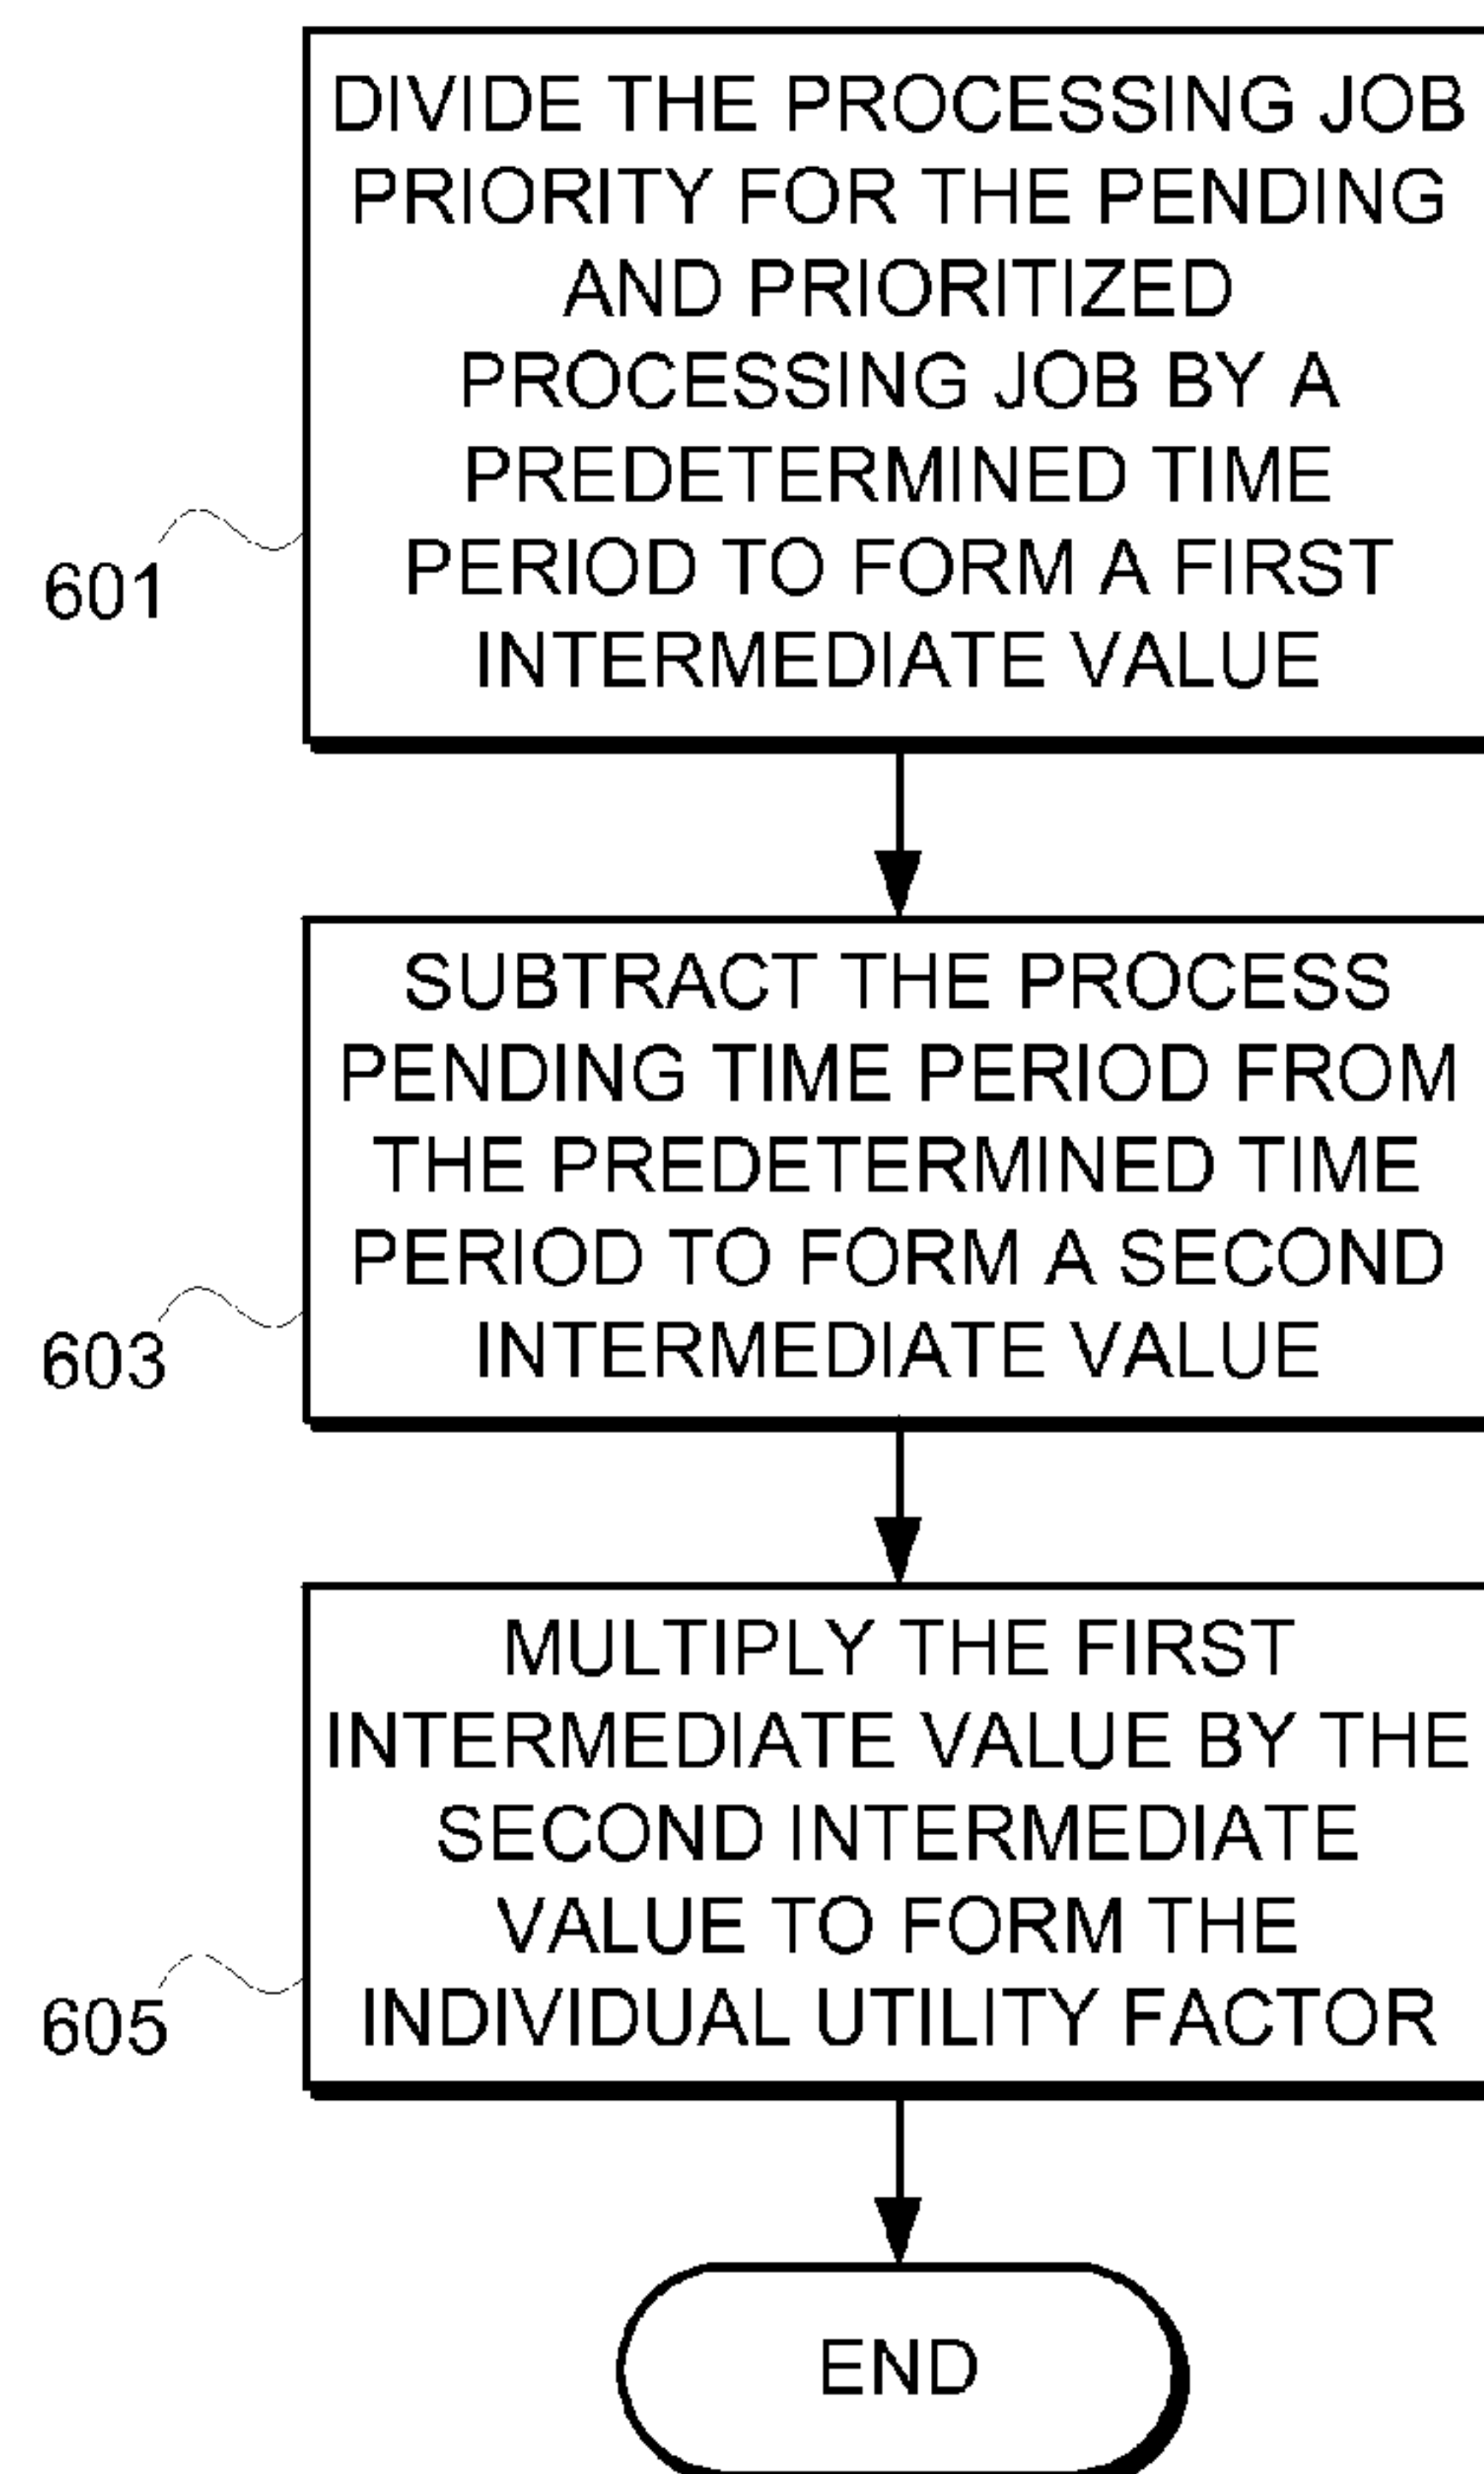 DIVIDE THE PROCESSING JOB
PRIORITY FOR THE PENDING
AND PRIORITIZED
PROCESSING JOB BY A
PREDETERMINED TIME
PERIOD TO FORM A FIRST
INTERMEDIATE VALUE
601
SUBTRACT THE PROCESS
PENDING TIME PERIOD FROM
THE PREDETERMINED TIME
PERIOD TO FORM A SECOND
INTERMEDIATE VALUE
603
MULTIPLY THE FIRST
INTERMEDIATE VALUE BY THE
SECOND INTERMEDIATE
VALUE TO FORM THE
INDIVIDUAL UTILITY FACTOR
605
END